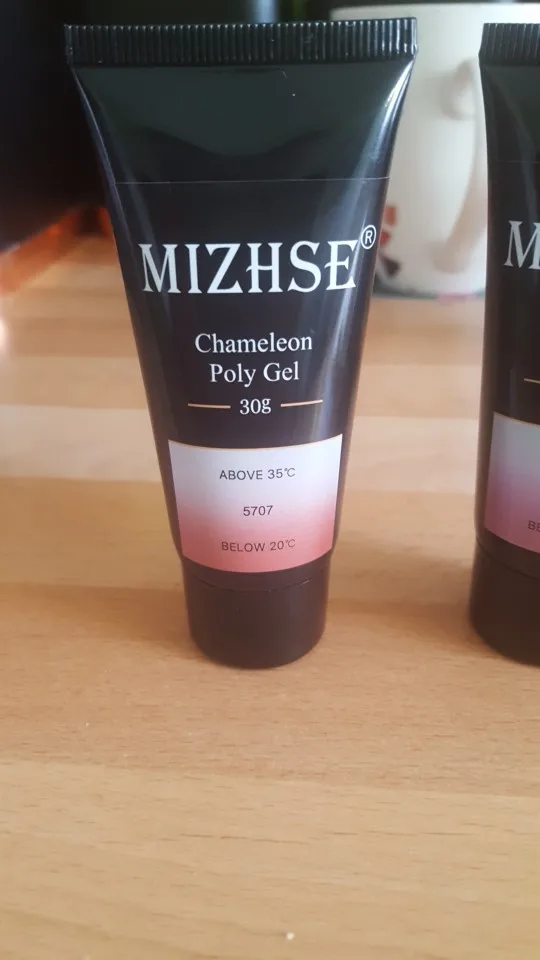 MIZHSE®
Chameleon
Poly Gel
30g
ABOVE 35℃
5707
BELOW 20℃
M